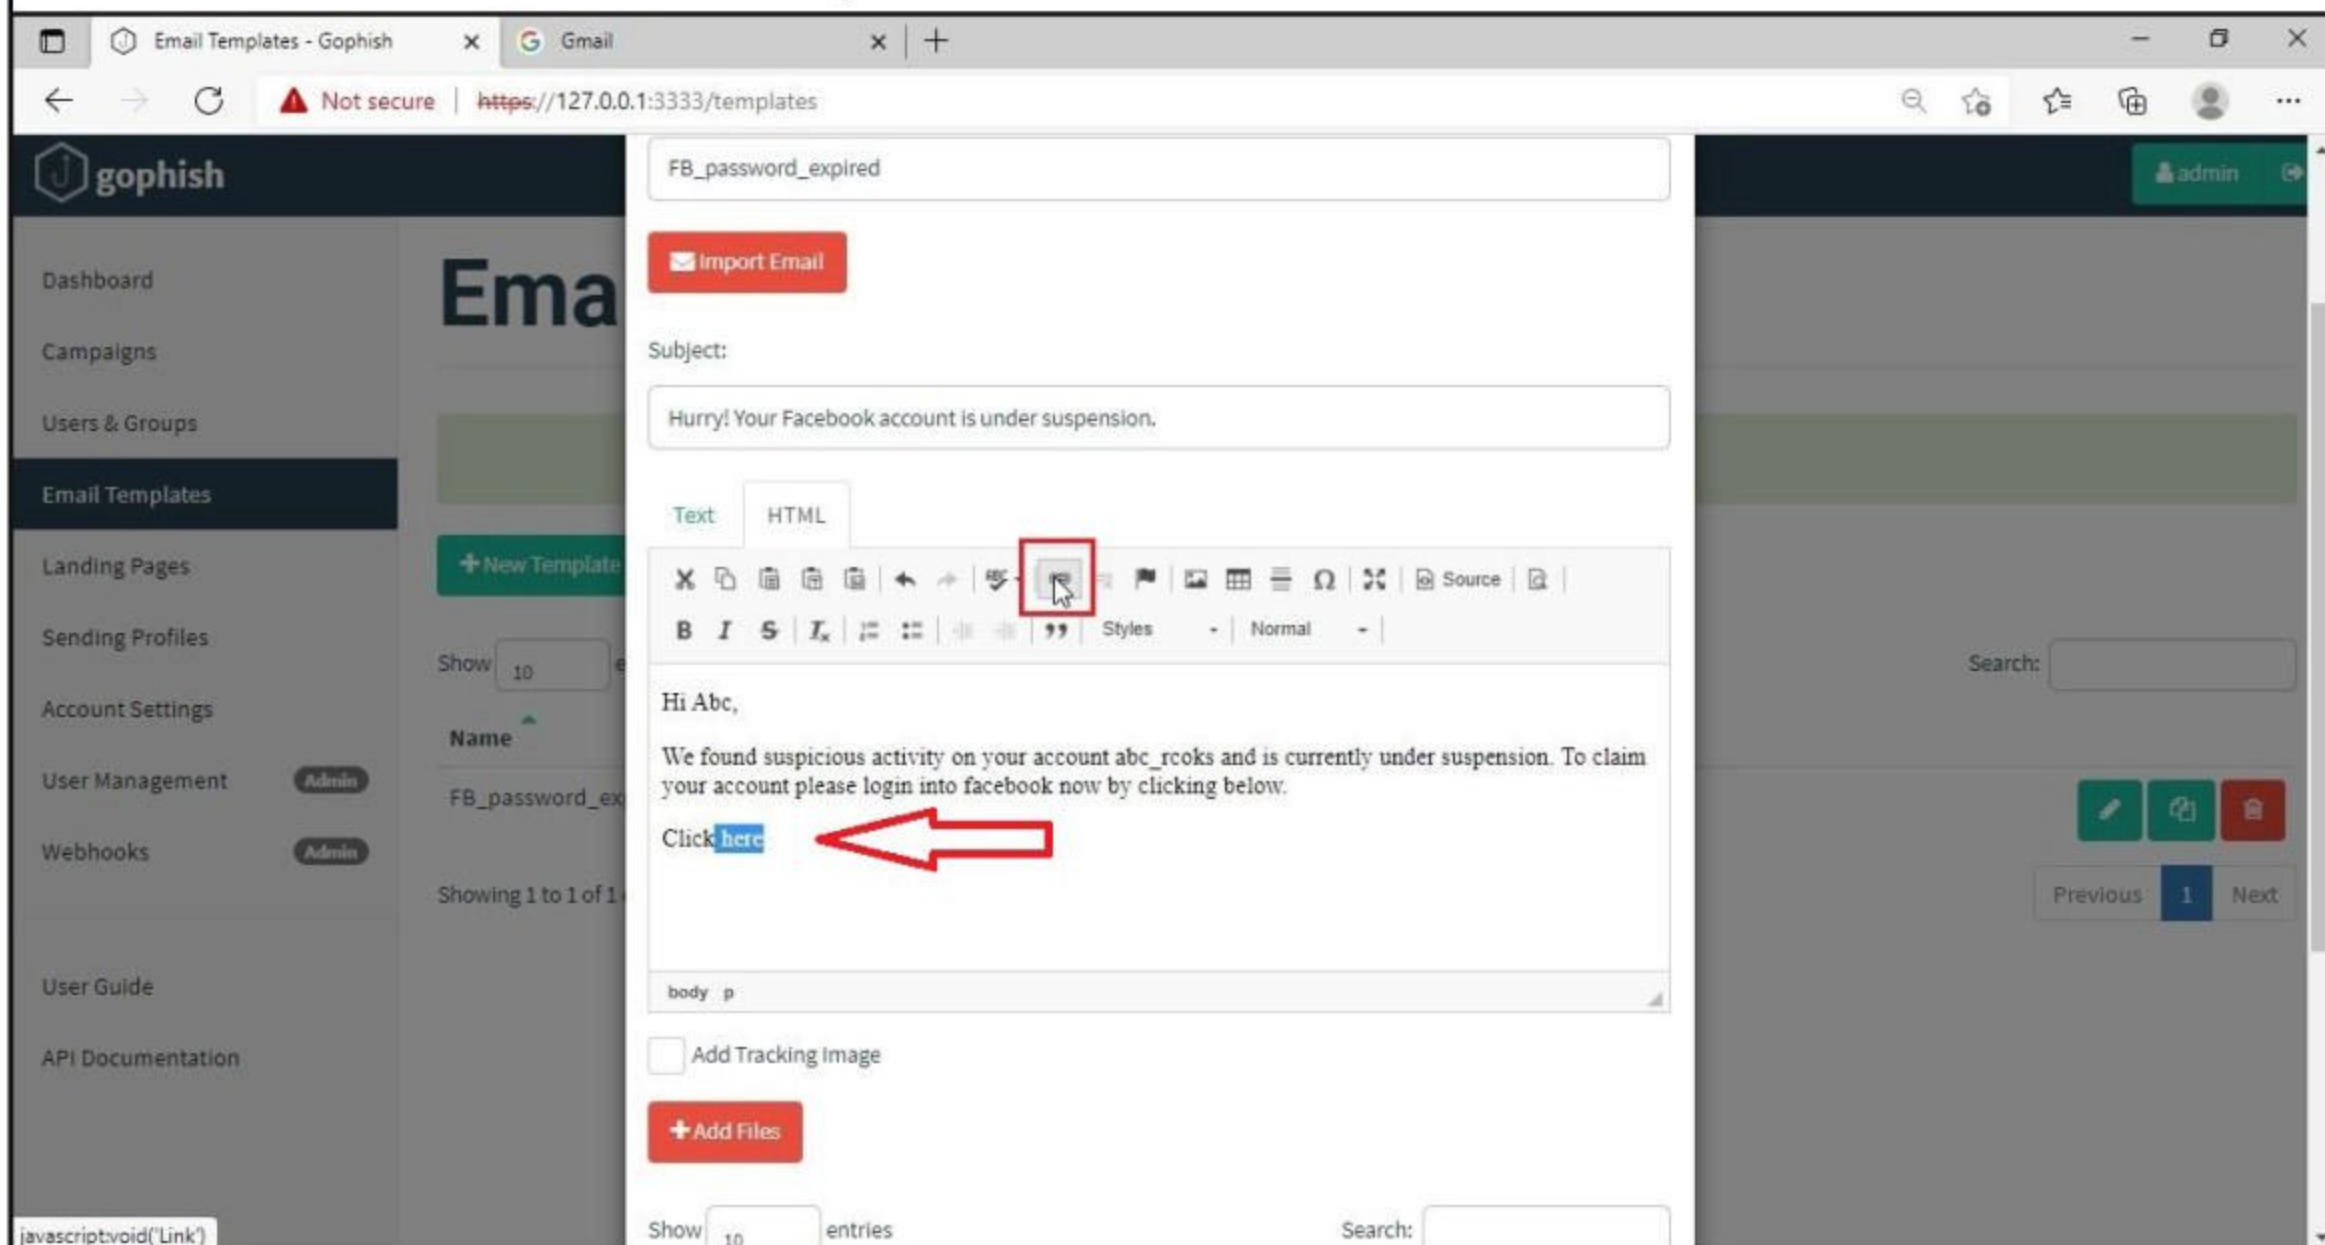 Email Templates - Gophish
Gmail
Not secure
https://127.0.0.1:3333/templates
gophish
admin
FB_password_expired
Import Email
Dashboard
Campaigns
Users & Groups
Email Templates
Landing Pages
Sending Profiles
Account Settings
User Management Admin
Webhooks Admin
User Guide
API Documentation
Ema
New Template
Show 10 e
Name
FB_password_ex
Showing 1 to 1 of 1
Subject:
Hurry! Your Facebook account is under suspension.
Text HTML
Source
B I S Styles Normal
Hi Abc,
We found suspicious activity on your account abc_rcoks and is currently under suspension. To claim
your account please login into facebook now by clicking below.
Click here
body p
Add Tracking Image
Add Files
Show 10 entries
Search:
Search:
Previous 1 Next
javascript:void('Link')